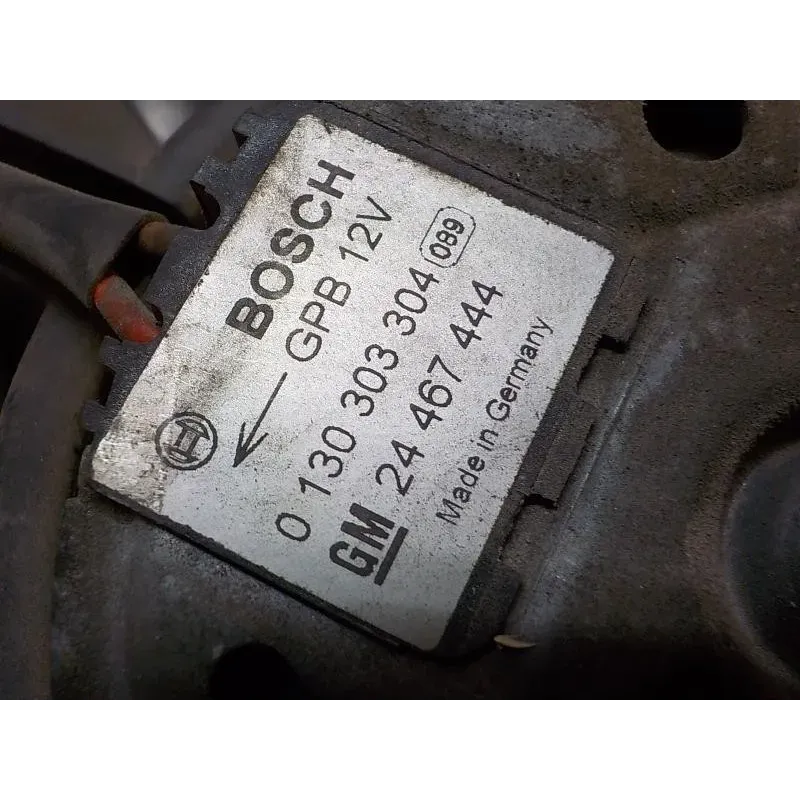 BOSCH
GPB 12V
0 130 303 304 089
GM 24 467 444
Made in Germany